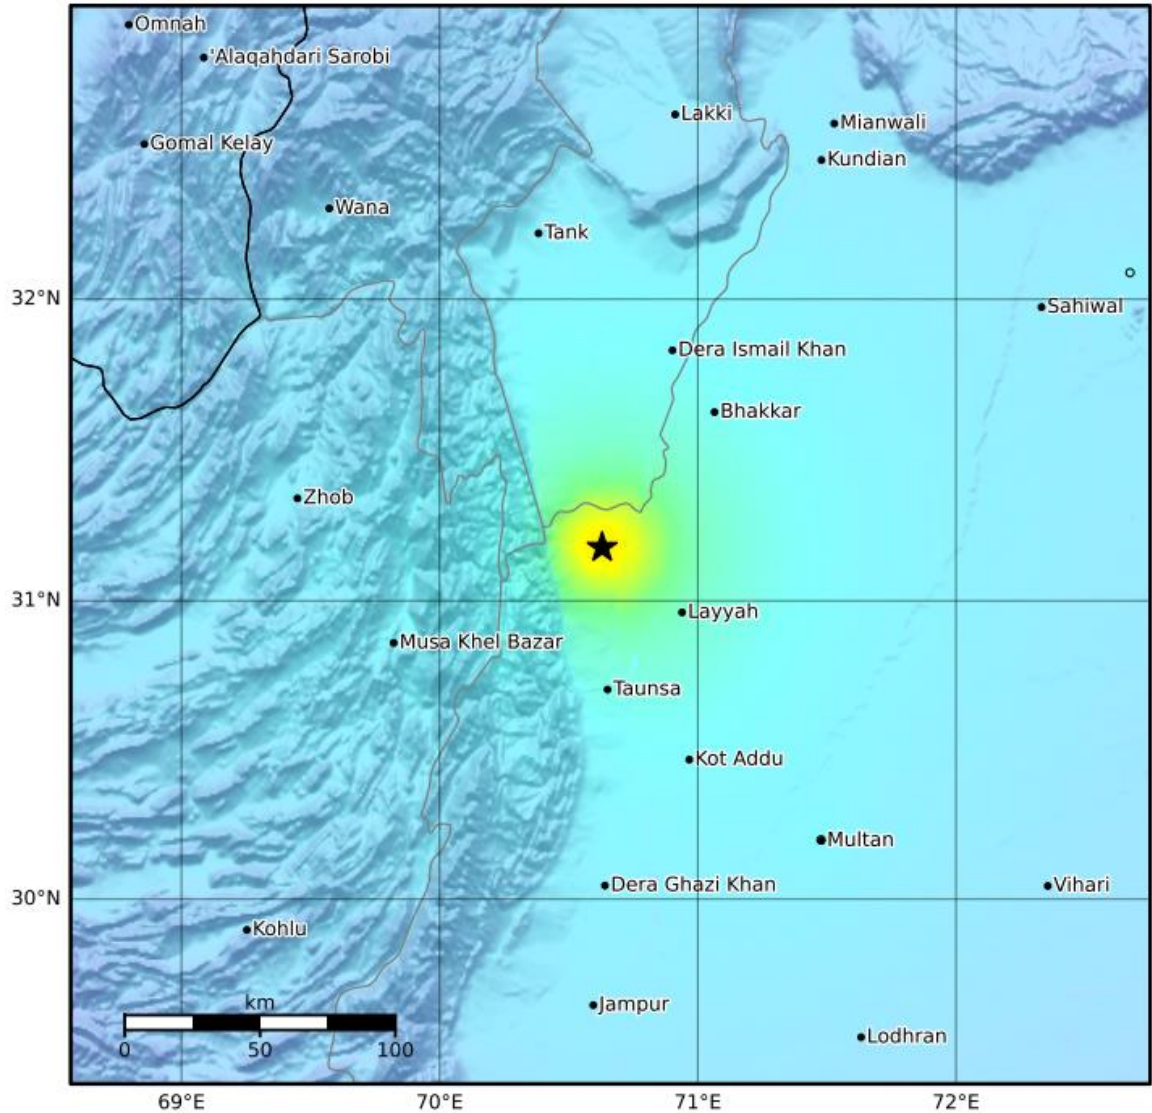 Omnah
'Alaqahdari Sarobi
Lakki
Mianwali
Gomal Kelay
Kundian
Wana
Tank
32°N
Sahiwal
Dera Ismail Khan
Bhakkar
Zhob
31°N
Layyah
Musa Khel Bazar
Taunsa
Kot Addu
Multan
Dera Ghazi Khan
Vihari
30°N
Kohlu
km
Jampur
Lodhran
0 50 100
69°E 70°E 71°E 72°E